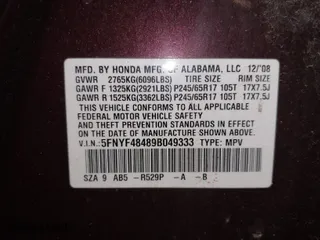 MFD. BY HONDA MFG. OF ALABAMA, LLC 12/'08
GVWR 2765KG(6096LBS) TIRE SIZE RIM SIZE
GAWR F 1325KG(2921LBS) P245/65R17 105T 17X7.5J
GAWR R 1525KG(3362LBS) P245/65R17 105T 17X7.5J
THIS VEHICLE CONFORMS TO ALL APPLICABLE
FEDERAL MOTOR VEHICLE SAFETY AND
THEFT PREVENTION STANDARDS IN EFFECT ON THE
DATE OF MANUFACTURE SHOWN ABOVE.
V.I.N.: 5FNYF48489B049333 TYPE: MPV
SZA 9 AB5 -R529P -A -B